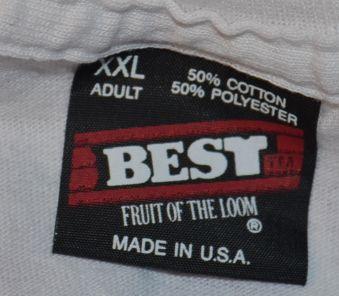 XXL
ADULT
50% COTTON
50% POLYESTER
BEST
FRUIT OF THE LOOM
®
MADE IN U.S.A.